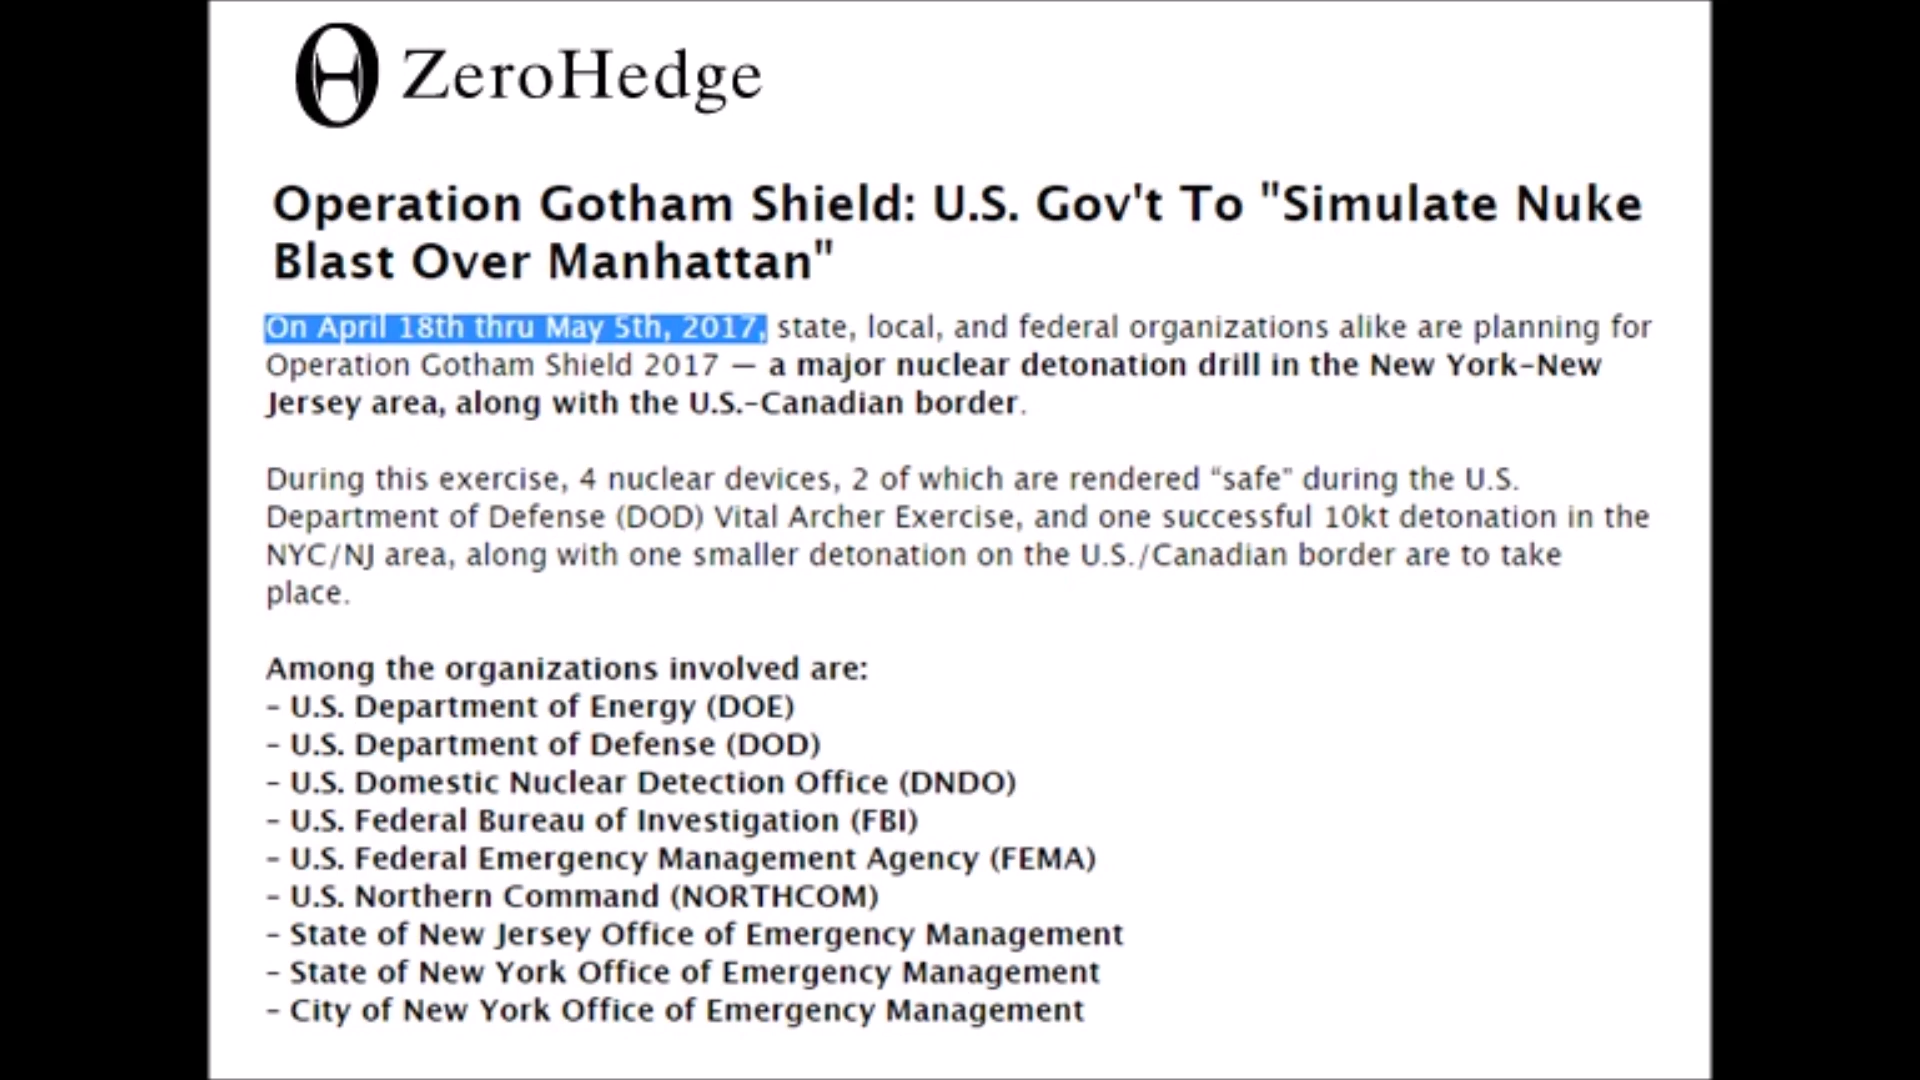 ZeroHedge
Operation Gotham Shield: U.S. Gov't To "Simulate Nuke
Blast Over Manhattan"
On April 18th thru May 5th, 2017, state, local, and federal organizations alike are planning for
Operation Gotham Shield 2017 — a major nuclear detonation drill in the New York–New
Jersey area, along with the U.S.–Canadian border.
During this exercise, 4 nuclear devices, 2 of which are rendered “safe” during the U.S.
Department of Defense (DOD) Vital Archer Exercise, and one successful 10kt detonation in the
NYC/NJ area, along with one smaller detonation on the U.S./Canadian border are to take
place.
Among the organizations involved are:
– U.S. Department of Energy (DOE)
– U.S. Department of Defense (DOD)
– U.S. Domestic Nuclear Detection Office (DNDO)
– U.S. Federal Bureau of Investigation (FBI)
– U.S. Federal Emergency Management Agency (FEMA)
– U.S. Northern Command (NORTHCOM)
– State of New Jersey Office of Emergency Management
– State of New York Office of Emergency Management
– City of New York Office of Emergency Management